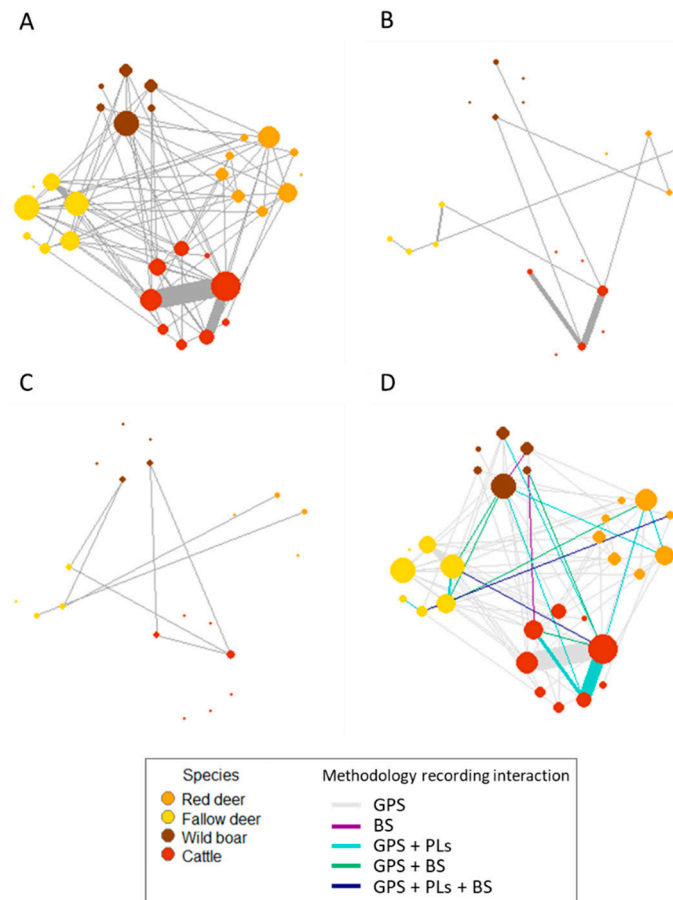 A
B
C
D
Species
Red deer
Fallow deer
Wild boar
Cattle
Methodology recording interaction
GPS
BS
GPS + PLs
GPS + BS
GPS + PLs + BS